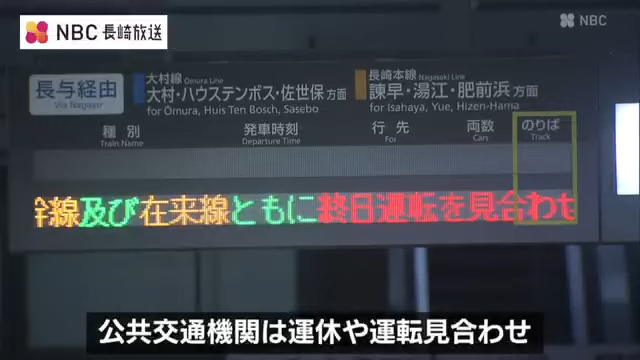 NBC 長崎放送
NBC
長与経由
Via Nagayo
大村線 Omura Line
大村・ハウステンボス・佐世保 方面
for Omura, Huis Ten Bosch, Sasebo
長崎本線 Nagasaki Line
諫早・湯江・肥前浜 方面
for Isahaya, Yue, Hizen-Hama
種別 発車時刻 行先 両数 のりば
Train Name Departure Time For Cars Track
幹線及び在来線ともに終日運転を見合わせ
公共交通機関は運休や運転見合わせ